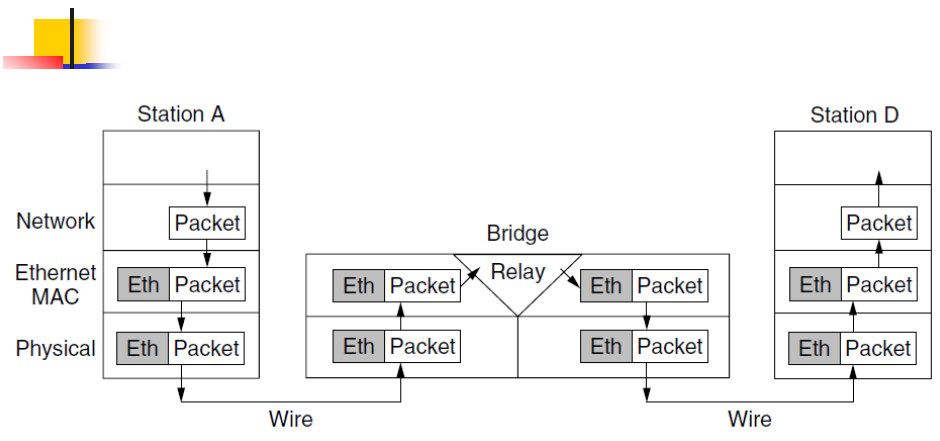 Station A
Station D
Network
Packet
Packet
Bridge
Ethernet
MAC
Eth
Packet
Eth
Packet
Relay
Eth
Packet
Eth
Packet
Physical
Eth
Packet
Eth
Packet
Eth
Packet
Eth
Packet
Wire
Wire